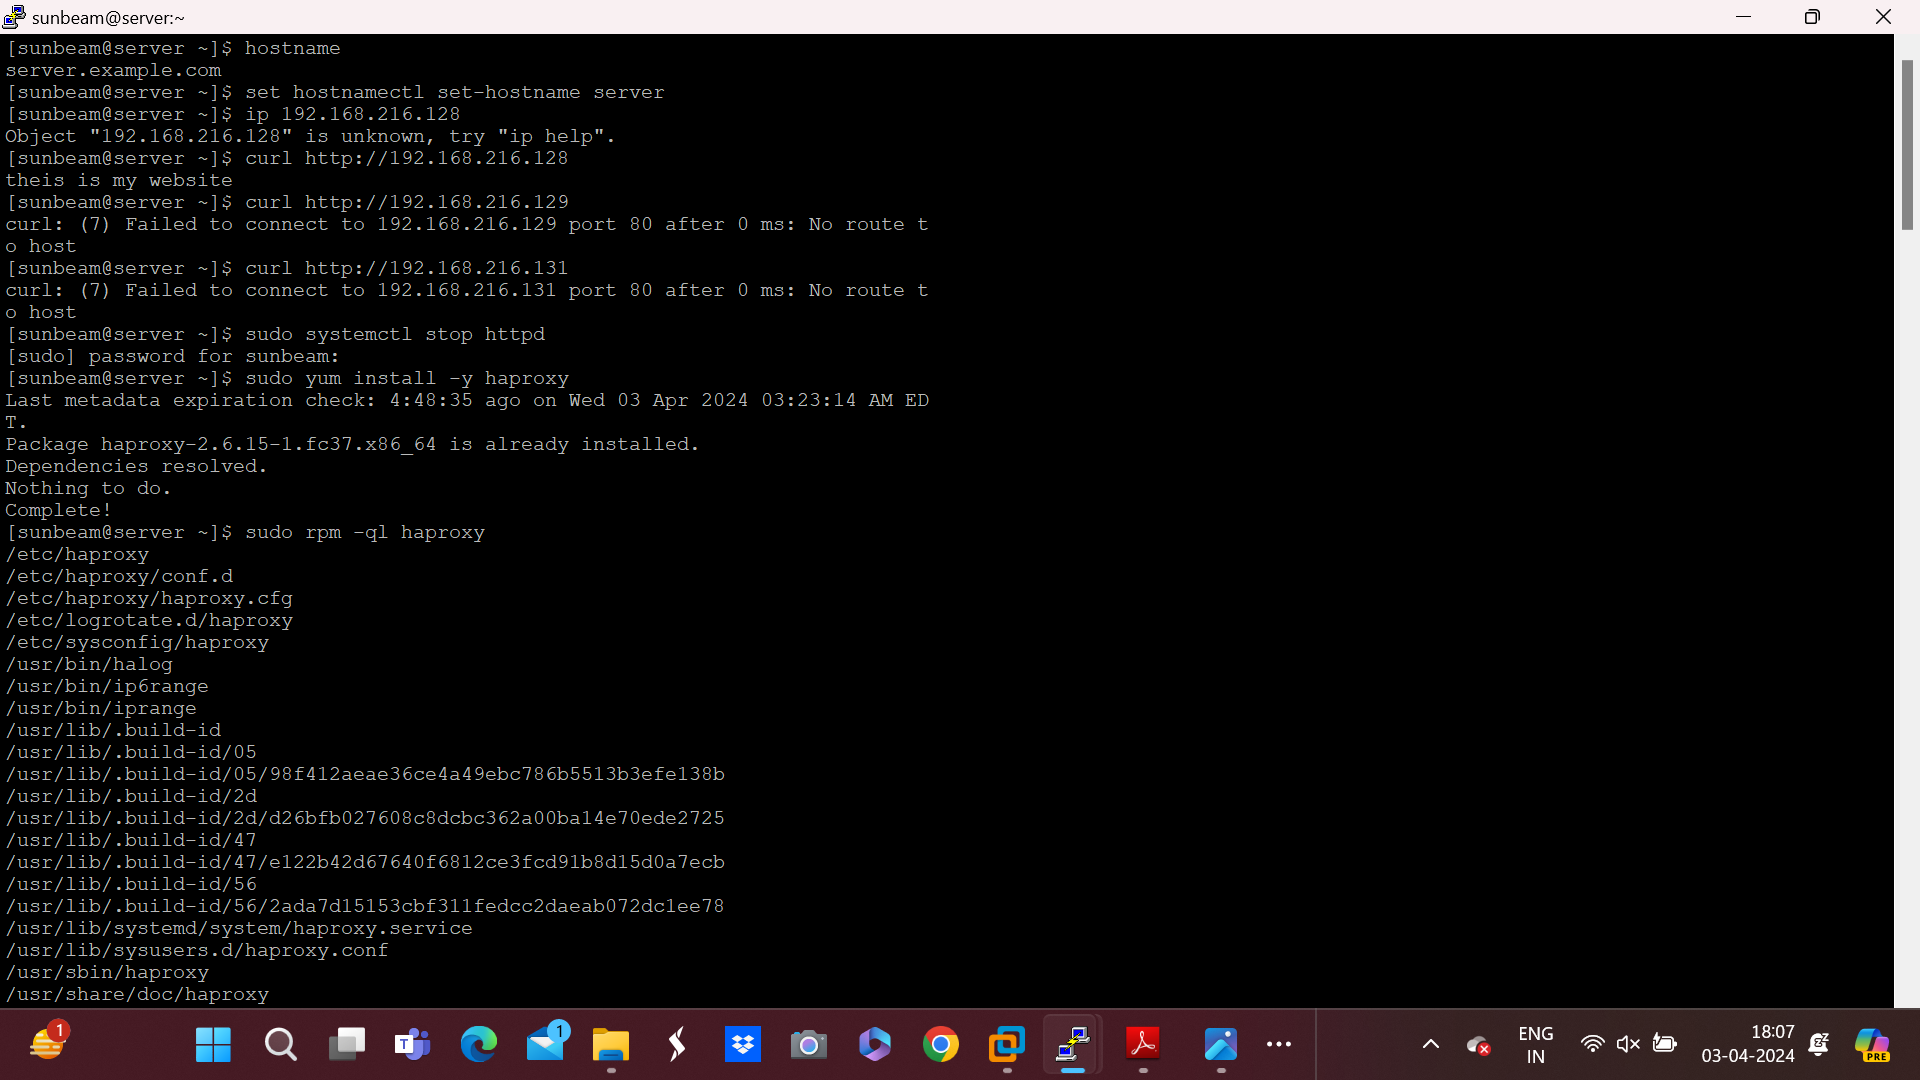 sunbeam@server:~
[sunbeam@server ~]$ hostname
server.example.com
[sunbeam@server ~]$ set hostnamectl set-hostname server
[sunbeam@server ~]$ ip 192.168.216.128
Object "192.168.216.128" is unknown, try "ip help".
[sunbeam@server ~]$ curl http://192.168.216.128
theis is my website
[sunbeam@server ~]$ curl http://192.168.216.129
curl: (7) Failed to connect to 192.168.216.129 port 80 after 0 ms: No route t
o host
[sunbeam@server ~]$ curl http://192.168.216.131
curl: (7) Failed to connect to 192.168.216.131 port 80 after 0 ms: No route t
o host
[sunbeam@server ~]$ sudo systemctl stop httpd
[sudo] password for sunbeam:
[sunbeam@server ~]$ sudo yum install -y haproxy
Last metadata expiration check: 4:48:35 ago on Wed 03 Apr 2024 03:23:14 AM ED
T.
Package haproxy-2.6.15-1.fc37.x86_64 is already installed.
Dependencies resolved.
Nothing to do.
Complete!
[sunbeam@server ~]$ sudo rpm -ql haproxy
/etc/haproxy
/etc/haproxy/conf.d
/etc/haproxy/haproxy.cfg
/etc/logrotate.d/haproxy
/etc/sysconfig/haproxy
/usr/bin/halog
/usr/bin/ip6range
/usr/bin/iprange
/usr/lib/.build-id
/usr/lib/.build-id/05
/usr/lib/.build-id/05/98f412aeae36ce4a49ebc786b5513b3efe138b
/usr/lib/.build-id/2d
/usr/lib/.build-id/2d/d26bfb027608c8dcbc362a00ba14e70ede2725
/usr/lib/.build-id/47
/usr/lib/.build-id/47/e122b42d67640f6812ce3fcd91b8d15d0a7ecb
/usr/lib/.build-id/56
/usr/lib/.build-id/56/2ada7d15153cbf311fedcc2daeab072dc1ee78
/usr/lib/systemd/system/haproxy.service
/usr/lib/sysusers.d/haproxy.conf
/usr/sbin/haproxy
/usr/share/doc/haproxy
1
T
1
ENG
IN
18:07
03-04-2024
PRE